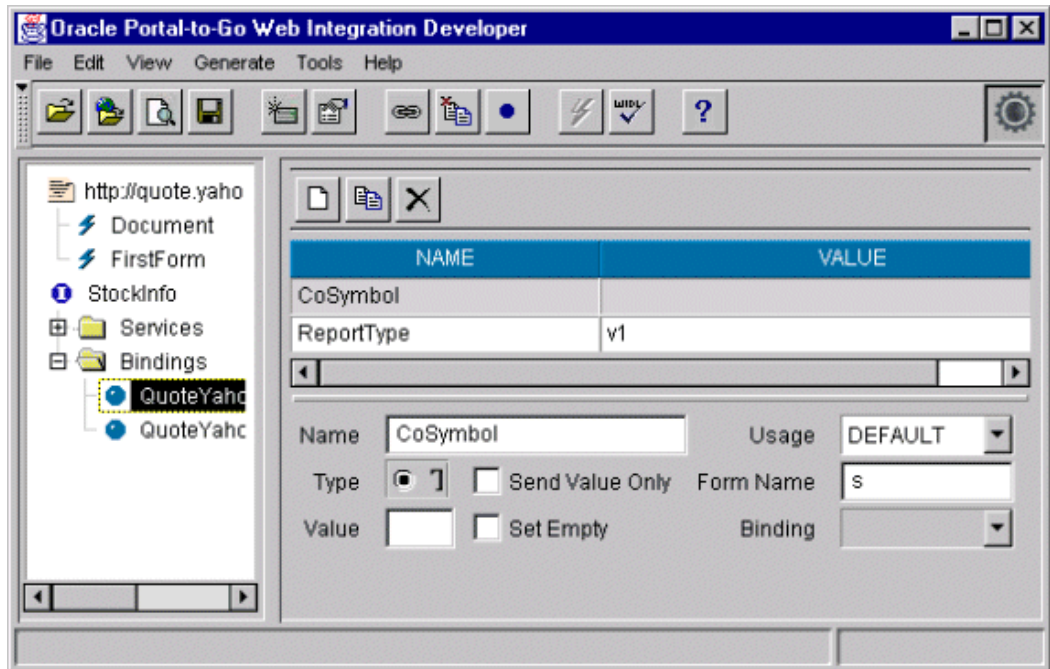 Oracle Portal-to-Go Web Integration Developer
File Edit View Generate Tools Help
WIDL ?
http://quote.yaho
Document
FirstForm
StockInfo
Services
Bindings
QuoteYaho
QuoteYahc
NAME VALUE
CoSymbol
ReportType v1
Name CoSymbol Usage DEFAULT
Type Send Value Only Form Name s
Value Set Empty Binding